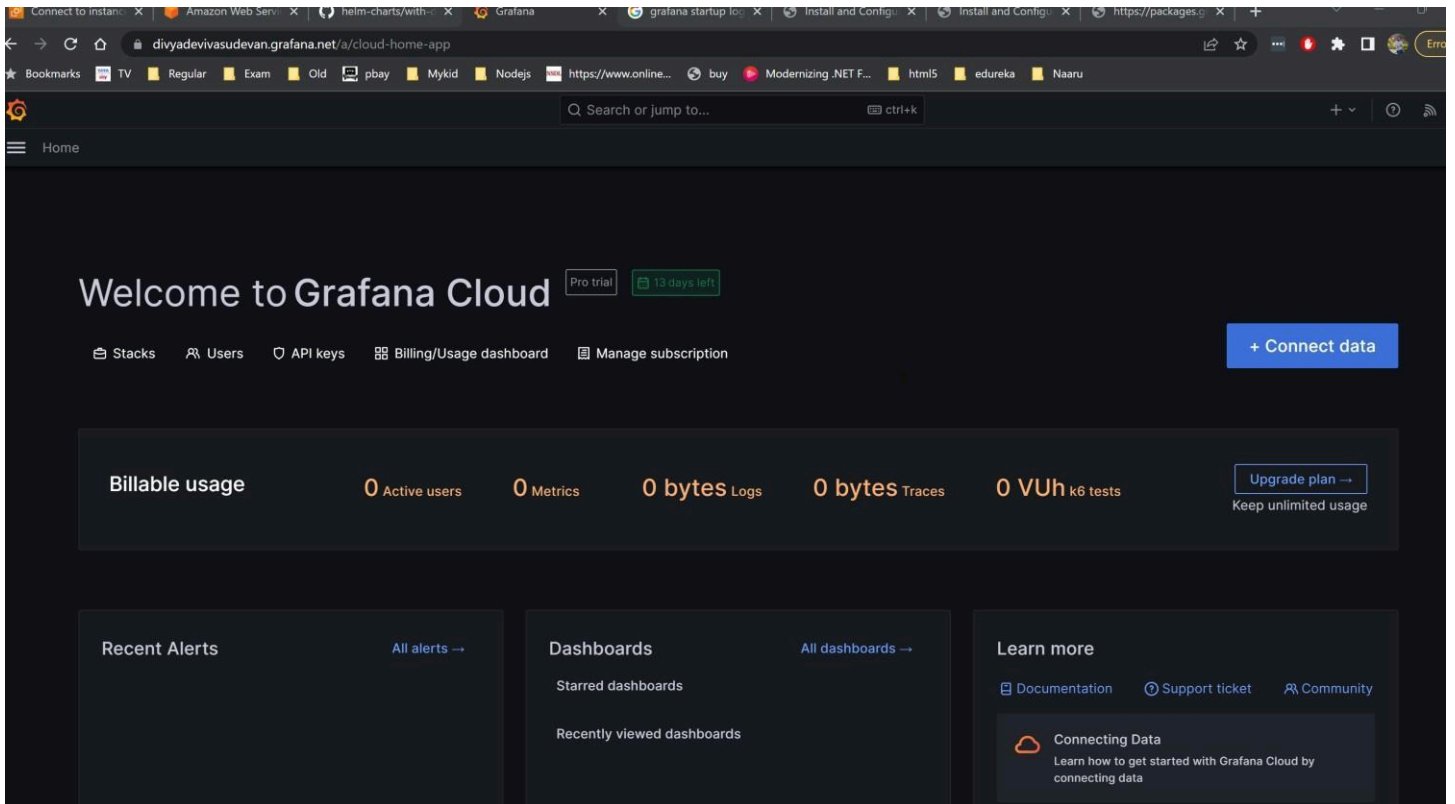 Connect to instanc
Amazon Web Servi
helm-charts/with-
Grafana
grafana startup log
Install and Configu
Install and Configu
https://packages.g
divyadevivasudevan.grafana.net/a/cloud-home-app
Erro
Bookmarks TV Regular Exam Old pbay Mykid Nodejs https://www.online... buy Modernizing .NET F... html5 edureka Naaru
Search or jump to... ctrl+k
Home
Welcome to Grafana Cloud Pro trial 13 days left
Stacks Users API keys Billing/Usage dashboard Manage subscription
+ Connect data
Billable usage 0 Active users 0 Metrics 0 bytes Logs 0 bytes Traces 0 VUh k6 tests
Upgrade plan →
Keep unlimited usage
Recent Alerts All alerts →
Dashboards All dashboards →
Starred dashboards
Recently viewed dashboards
Learn more
Documentation Support ticket Community
Connecting Data
Learn how to get started with Grafana Cloud by
connecting data